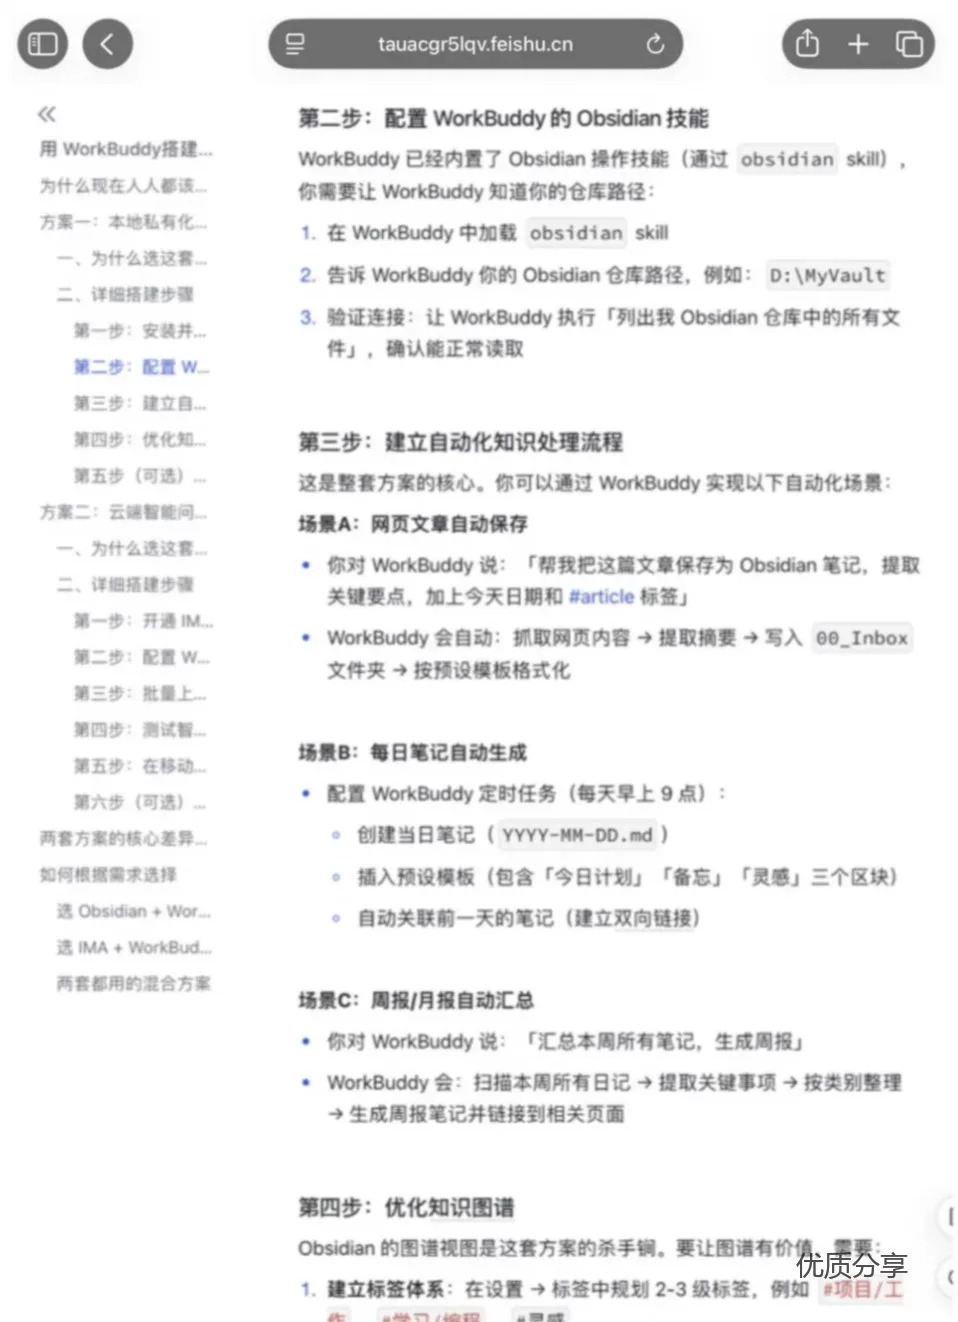 tauacgr5lqv.feishu.cn
用 WorkBuddy搭建...
为什么现在人人都该...
方案一：本地私有化...
一、为什么选这套...
二、详细搭建步骤
第一步：安装并...
第二步：配置 W...
第三步：建立自...
第四步：优化知...
第五步（可选）...
方案二：云端智能问...
一、为什么选这套...
二、详细搭建步骤
第一步：开通 IM...
第二步：配置 W...
第三步：批量上...
第四步：测试智...
第五步：在移动...
第六步（可选）...
两套方案的核心差异...
如何根据需求选择
选 Obsidian + Wor...
选 IMA + WorkBud...
两套都用的混合方案
第二步：配置 WorkBuddy 的 Obsidian 技能
WorkBuddy 已经内置了 Obsidian 操作技能（通过 obsidian skill），
你需要让 WorkBuddy 知道你的仓库路径：
1. 在 WorkBuddy 中加载 obsidian skill
2. 告诉 WorkBuddy 你的 Obsidian 仓库路径，例如： D:\MyVault
3. 验证连接：让 WorkBuddy 执行「列出我 Obsidian 仓库中的所有文
件」，确认能正常读取
第三步：建立自动化知识处理流程
这是整套方案的核心。你可以通过 WorkBuddy 实现以下自动化场景：
场景A：网页文章自动保存
• 你对 WorkBuddy 说：「帮我把这篇文章保存为 Obsidian 笔记，提取
关键要点，加上今天日期和 #article 标签」
• WorkBuddy 会自动：抓取网页内容 → 提取摘要 → 写入 00_Inbox
文件夹 → 按预设模板格式化
场景B：每日笔记自动生成
• 配置 WorkBuddy 定时任务（每天早上 9 点）：
◦ 创建当日笔记（ YYYY-MM-DD.md ）
◦ 插入预设模板（包含「今日计划」「备忘」「灵感」三个区块）
◦ 自动关联前一天的笔记（建立双向链接）
场景C：周报/月报自动汇总
• 你对 WorkBuddy 说：「汇总本周所有笔记，生成周报」
• WorkBuddy 会：扫描本周所有日记 → 提取关键事项 → 按类别整理
→ 生成周报笔记并链接到相关页面
第四步：优化知识图谱
Obsidian 的图谱视图是这套方案的杀手锏。要让图谱有价值，需要：
优质分享
1. 建立标签体系：在设置 → 标签中规划 2-3 级标签，例如 #项目/工
作 #学习/编程 #灵感